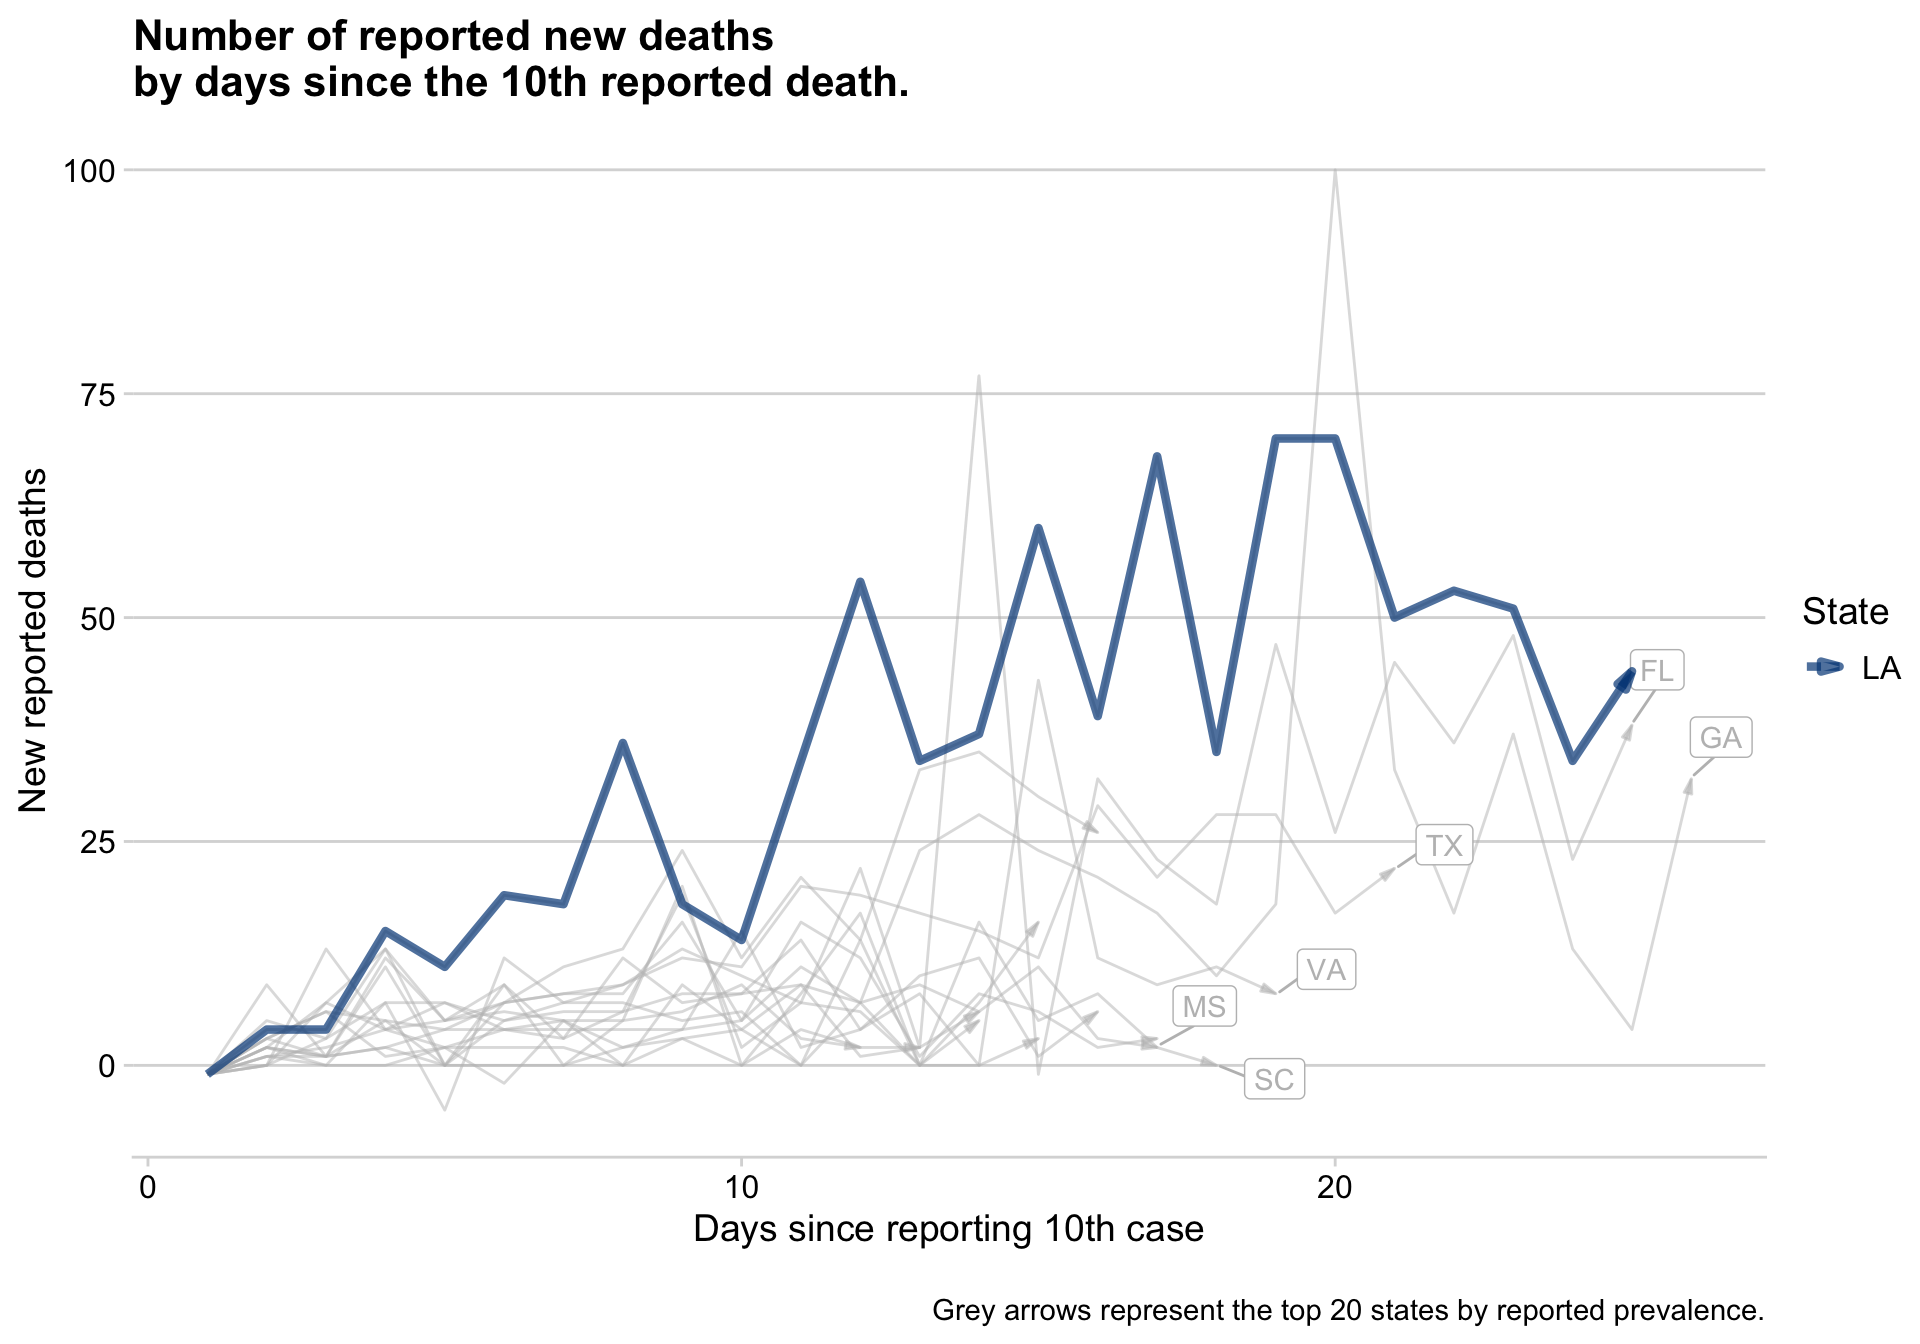 Number of reported new deaths
by days since the 10th reported death.
100
75
50
25
0
New reported deaths
FL
GA
TX
VA
MS
SC
State
LA
0 10 20
Days since reporting 10th case
Grey arrows represent the top 20 states by reported prevalence.